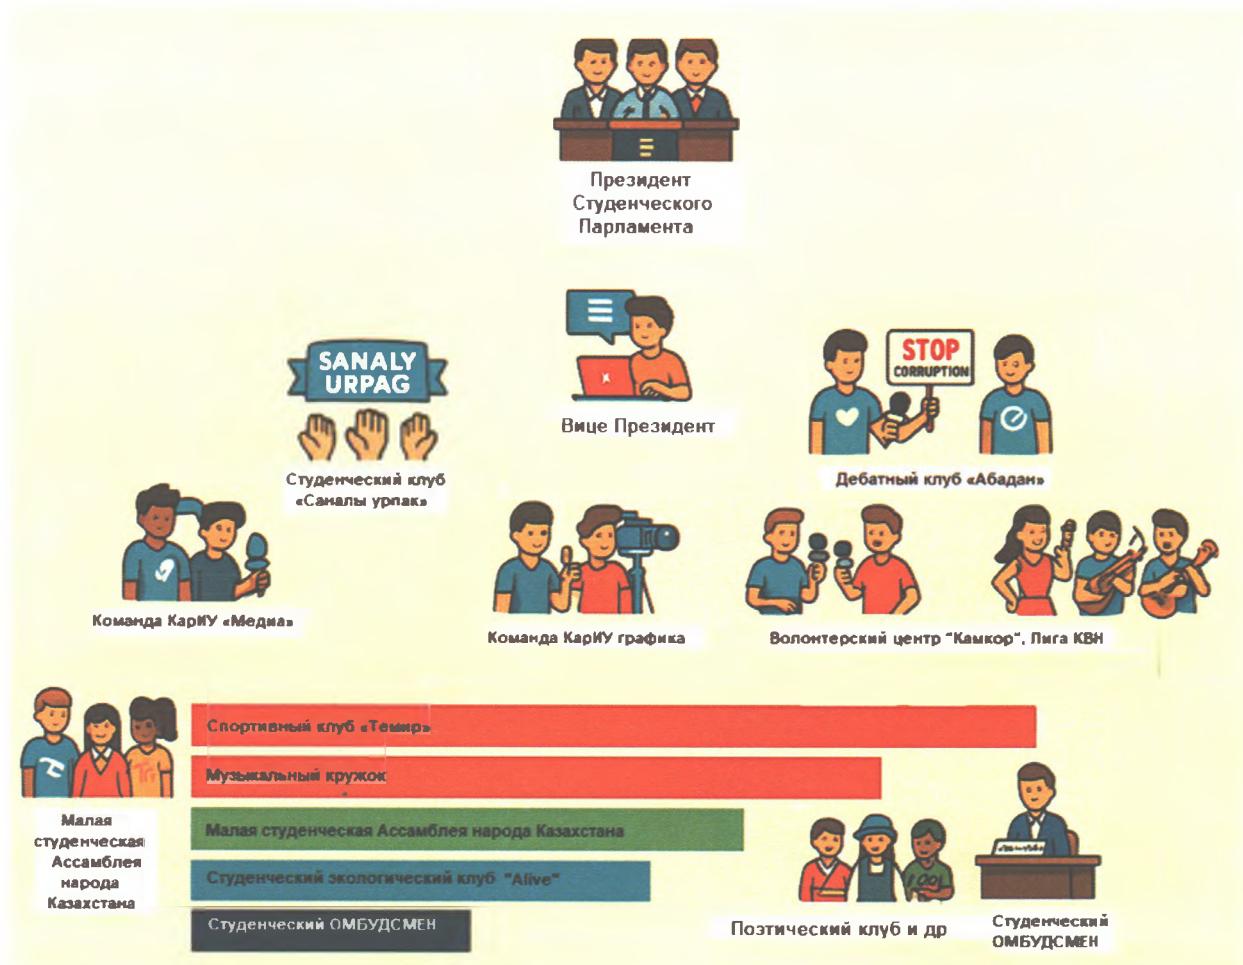 Президент
Студенческого
Парламента
SANALY
URPAG
STOP
CORRUPTION
Вице Президент
Студенческий клуб
«Саналы урпак»
Дебатный клуб «Абадан»
Команда КарИУ «Медиа»
Команда КарИУ графика
Волонтерский центр "Камкор", Лига КВН
Спортивный клуб «Темир»
Музыкальный кружок
Малая студенческая Ассамблея народа Казахстана
Студенческий экологический клуб "Alive"
Студенческий ОМБУДСМЕН
Малая
студенческая
Ассамблея
народа
Казахстана
Поэтический клуб и др
Студенческий
ОМБУДСМЕН